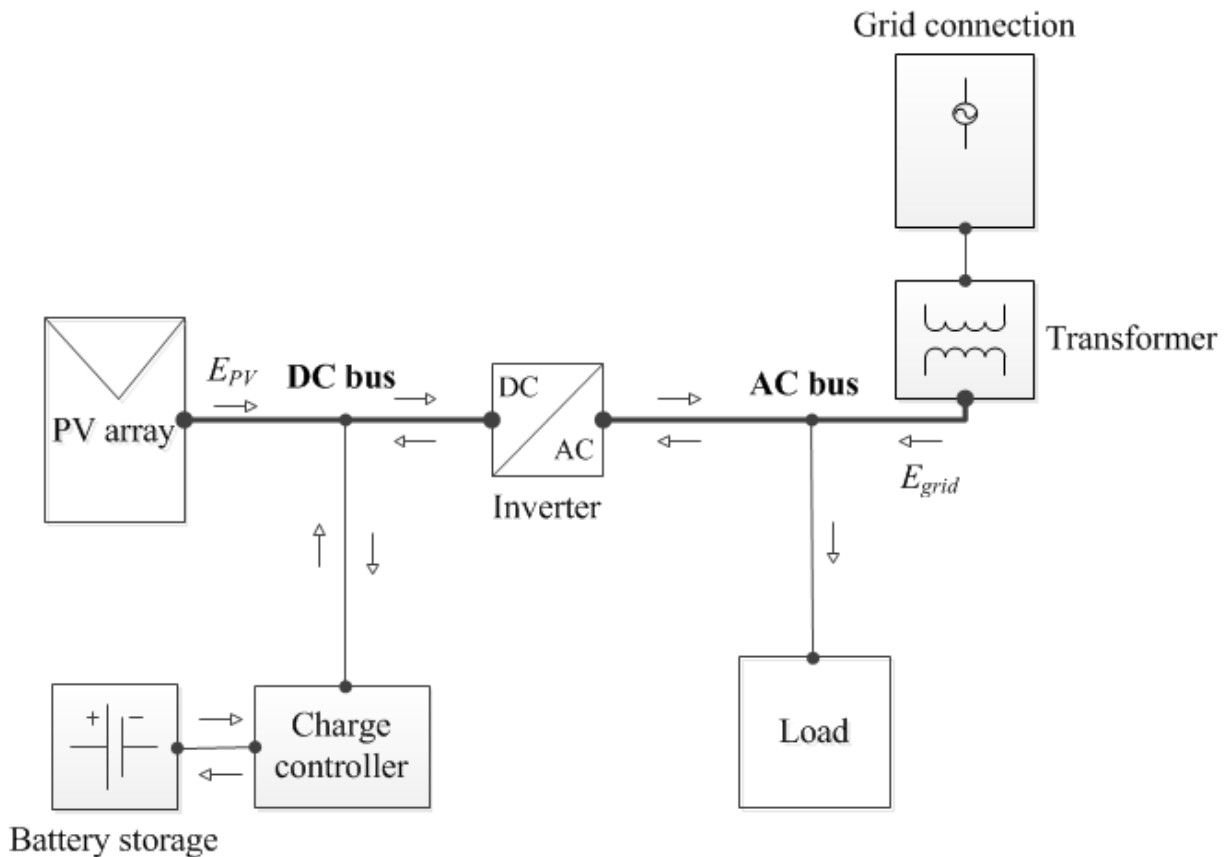 Grid connection
Transformer
E_PV
DC bus
AC bus
DC
AC
PV array
Inverter
E_grid
Charge
controller
Load
+ −
Battery storage